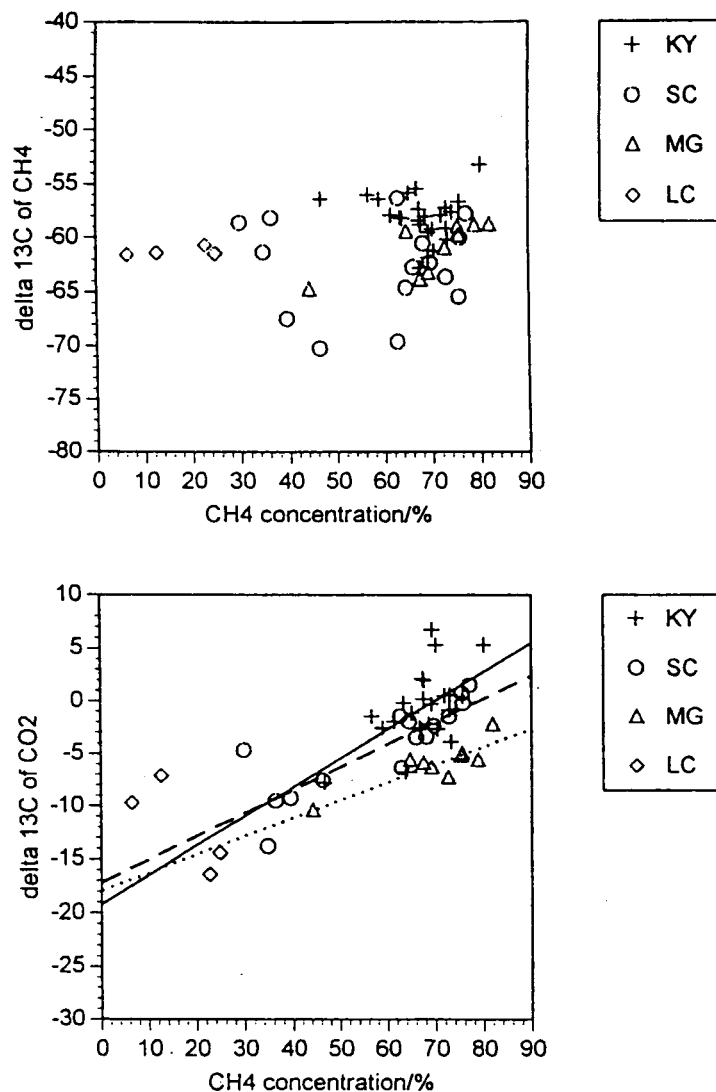 -40
-45
-50
-55
-60
-65
-70
-75
-80
delta 13C of CH4
0 10 20 30 40 50 60 70 80 90
CH4 concentration/%
KY
SC
MG
LC
10
5
0
-5
-10
-15
-20
-25
-30
delta 13C of CO2
0 10 20 30 40 50 60 70 80 90
CH4 concentration/%
KY
SC
MG
LC